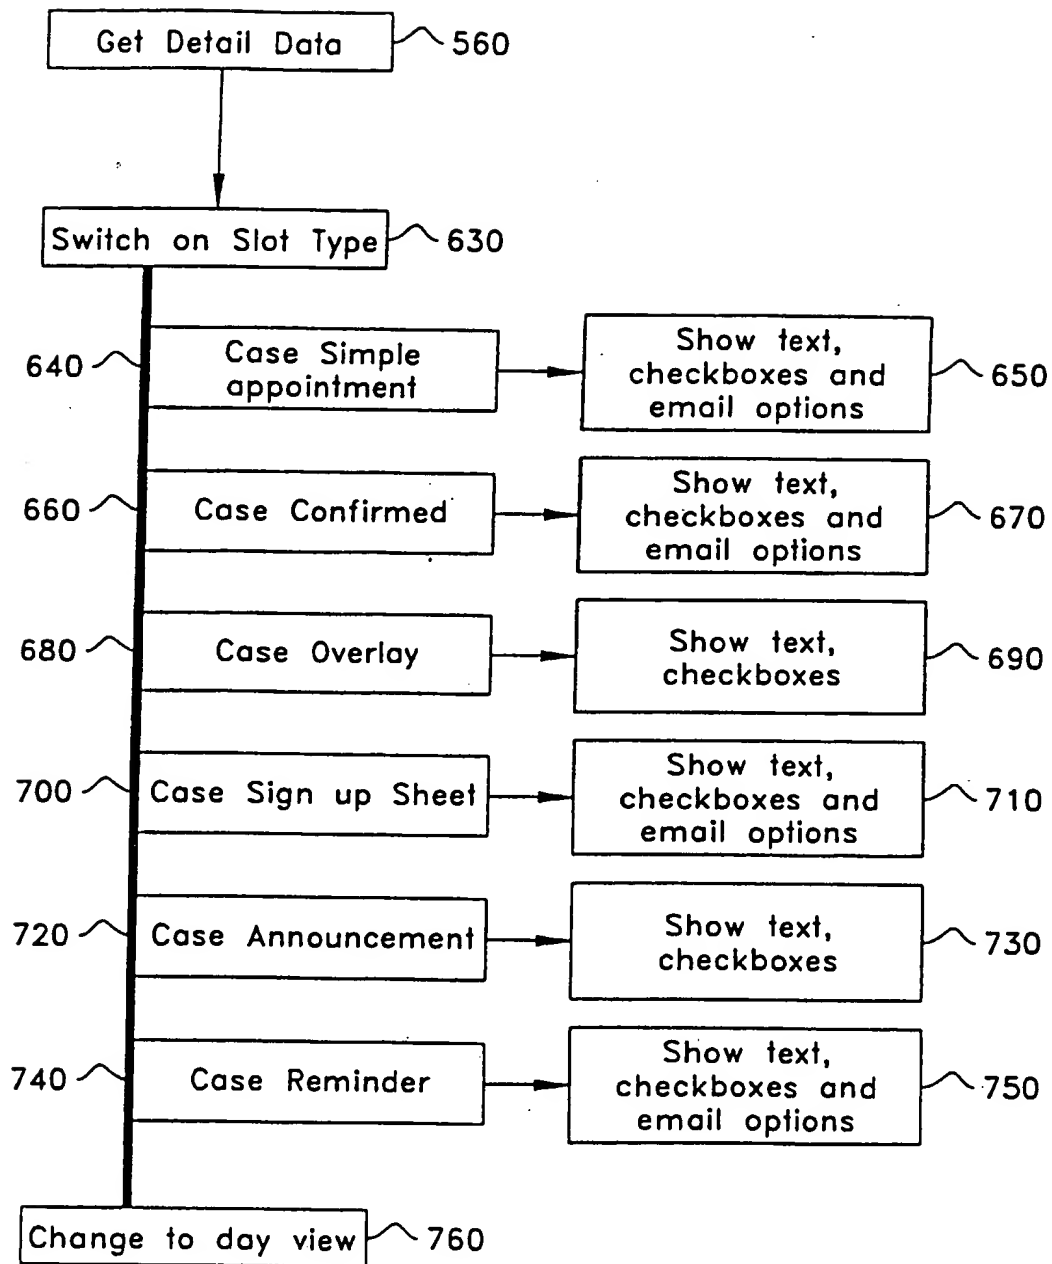 Get Detail Data
560
Switch on Slot Type
630
640
Case Simple
appointment
Show text,
checkboxes and
email options
650
660
Case Confirmed
Show text,
checkboxes and
email options
670
680
Case Overlay
Show text,
checkboxes
690
700
Case Sign up Sheet
Show text,
checkboxes and
email options
710
720
Case Announcement
Show text,
checkboxes
730
740
Case Reminder
Show text,
checkboxes and
email options
750
Change to day view
760